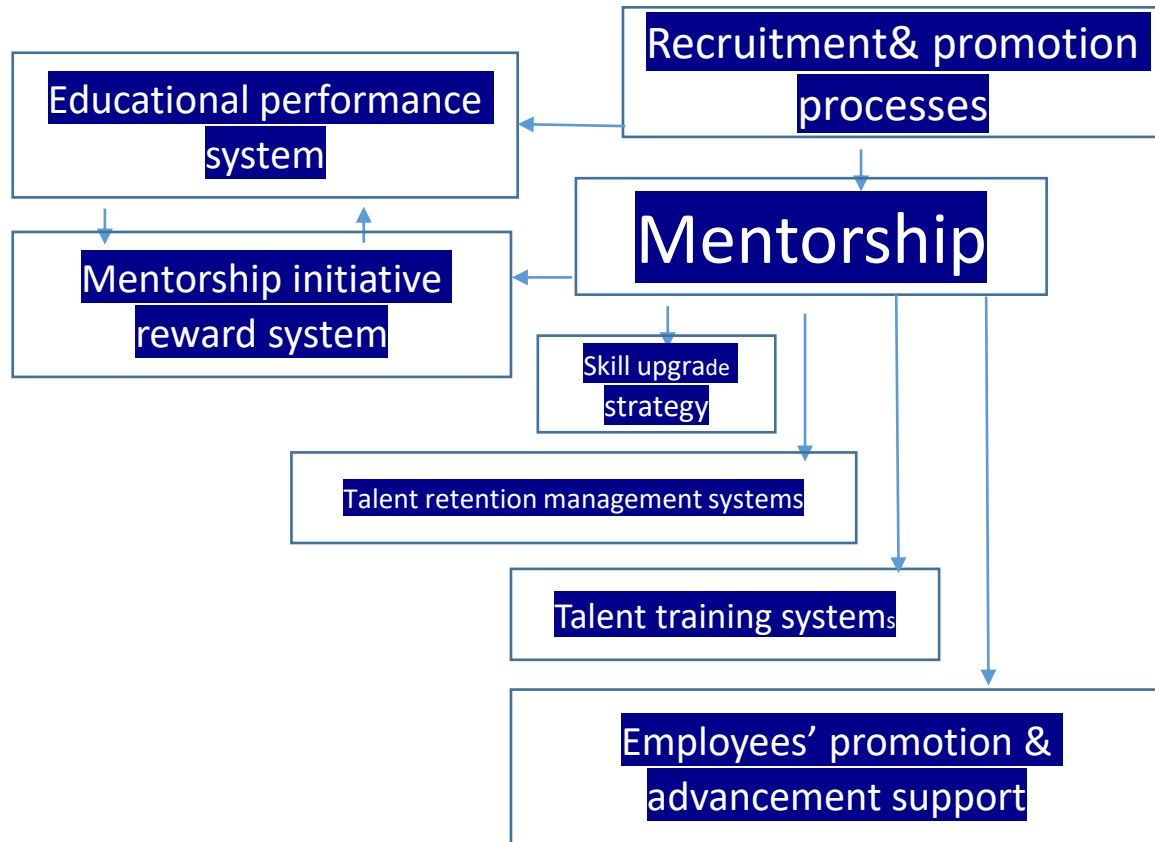 Recruitment& promotion
processes
Educational performance
system
Mentorship
Mentorship initiative
reward system
Skill upgrade
strategy
Talent retention management systems
Talent training systems
Employees’ promotion &
advancement support